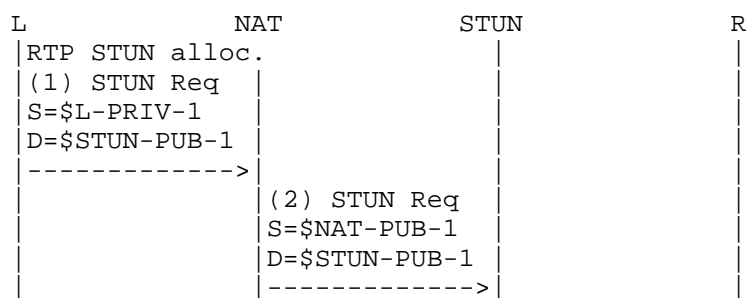 L NAT STUN R
|RTP STUN alloc. | |
|(1) STUN Req | | |
|S=$L-PRIV-1 | | |
|D=$STUN-PUB-1 | | |
|------------->| | |
| |(2) STUN Req | |
| |S=$NAT-PUB-1 | |
| |D=$STUN-PUB-1 | |
| |------------->| |